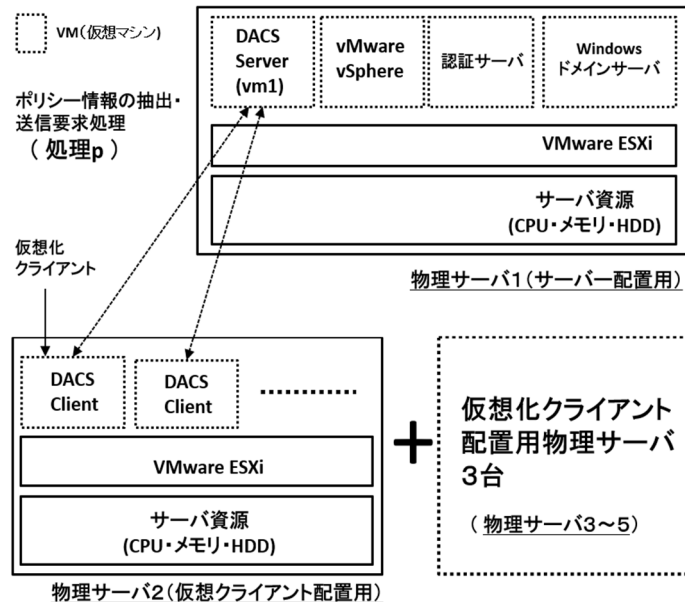 VM(仮想マシン)
DACS
Server
(vm1)
vMware
vSphere
認証サーバ
Windows
ドメインサーバ
ポリシー情報の抽出・
送信要求処理
( 処理p )
VMware ESXi
サーバ資源
(CPU・メモリ・HDD)
物理サーバ1(サーバー配置用)
仮想化
クライアント
DACS
Client
DACS
Client
VMware ESXi
サーバ資源
(CPU・メモリ・HDD)
物理サーバ2(仮想クライアント配置用)
+
仮想化クライアント
配置用物理サーバ
3台
( 物理サーバ3~5)